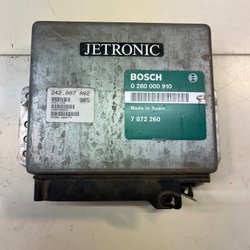 JETRONIC
242.007 A02
985
BOSCH
0 280 000 910
Made in Spain
7 872 260